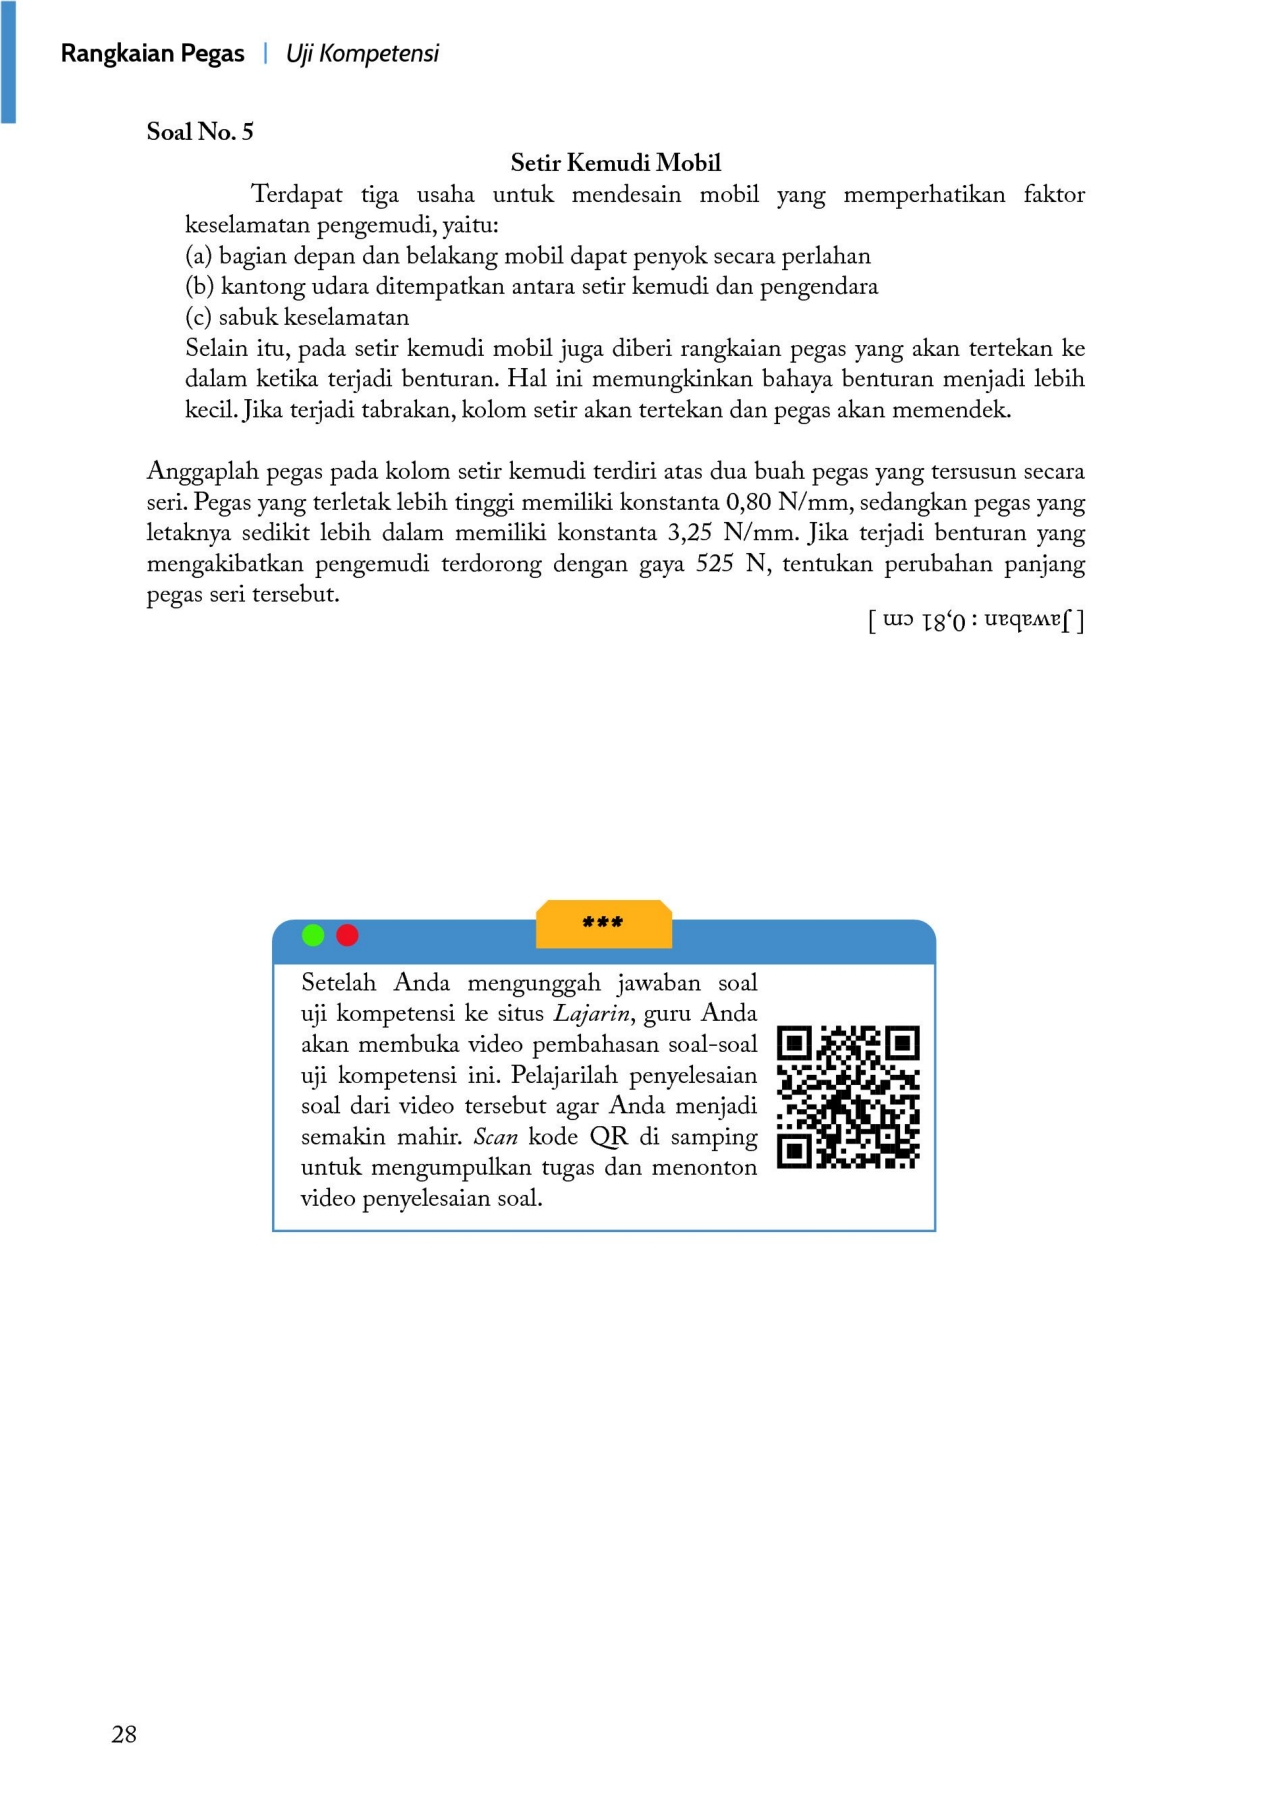 Rangkaian Pegas | Uji Kompetensi
Soal No. 5
Setir Kemudi Mobil
Terdapat tiga usaha untuk mendesain mobil yang memperhatikan faktor
keselamatan pengemudi, yaitu:
(a) bagian depan dan belakang mobil dapat penyok secara perlahan
(b) kantong udara ditempatkan antara setir kemudi dan pengendara
(c) sabuk keselamatan
Selain itu, pada setir kemudi mobil juga diberi rangkaian pegas yang akan tertekan ke
dalam ketika terjadi benturan. Hal ini memungkinkan bahaya benturan menjadi lebih
kecil. Jika terjadi tabrakan, kolom setir akan tertekan dan pegas akan memendek.
Anggaplah pegas pada kolom setir kemudi terdiri atas dua buah pegas yang tersusun secara
seri. Pegas yang terletak lebih tinggi memiliki konstanta 0,80 N/mm, sedangkan pegas yang
letaknya sedikit lebih dalam memiliki konstanta 3,25 N/mm. Jika terjadi benturan yang
mengakibatkan pengemudi terdorong dengan gaya 525 N, tentukan perubahan panjang
pegas seri tersebut.
[ Jawaban : 0,81 cm ]
***
Setelah Anda mengunggah jawaban soal
uji kompetensi ke situs Lajarin, guru Anda
akan membuka video pembahasan soal-soal
uji kompetensi ini. Pelajarilah penyelesaian
soal dari video tersebut agar Anda menjadi
semakin mahir. Scan kode QR di samping
untuk mengumpulkan tugas dan menonton
video penyelesaian soal.
28